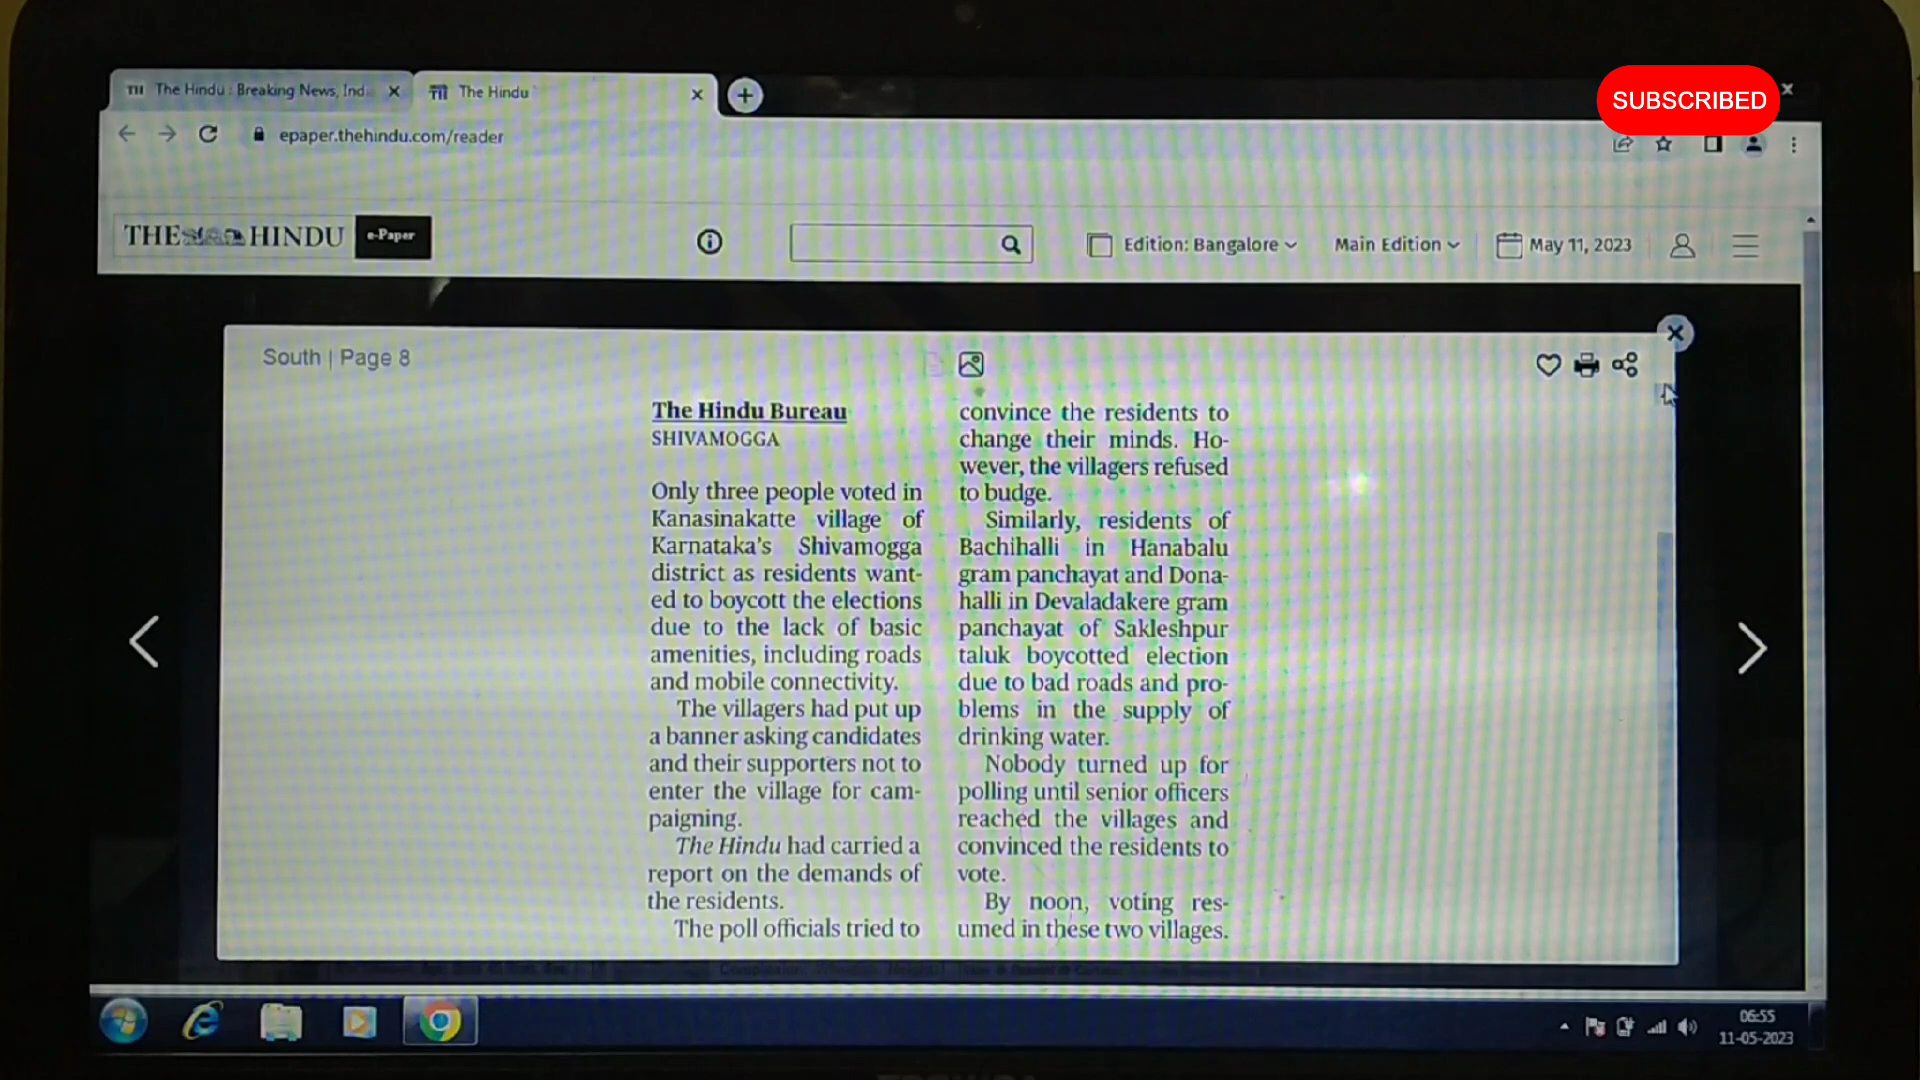 The Hindu : Breaking News, Ind
The Hindu
SUBSCRIBED
epaper.thehindu.com/reader
THE HINDU
e-Paper
Edition: Bangalore
Main Edition
May 11, 2023
South | Page 8
The Hindu Bureau
SHIVAMOGGA
Only three people voted in
Kanasinakatte village of
Karnataka's Shivamogga
district as residents want-
ed to boycott the elections
due to the lack of basic
amenities, including roads
and mobile connectivity.
The villagers had put up
a banner asking candidates
and their supporters not to
enter the village for cam-
paigning.
The Hindu had carried a
report on the demands of
the residents.
The poll officials tried to
convince the residents to
change their minds. Ho-
wever, the villagers refused
to budge.
Similarly, residents of
Bachihalli in Hanabalu
gram panchayat and Dona-
halli in Devaladakere gram
panchayat of Sakleshpur
taluk boycotted election
due to bad roads and pro-
blems in the supply of
drinking water.
Nobody turned up for
polling until senior officers
reached the villages and
convinced the residents to
vote.
By noon, voting res-
umed in these two villages.
06:55
11-05-2023